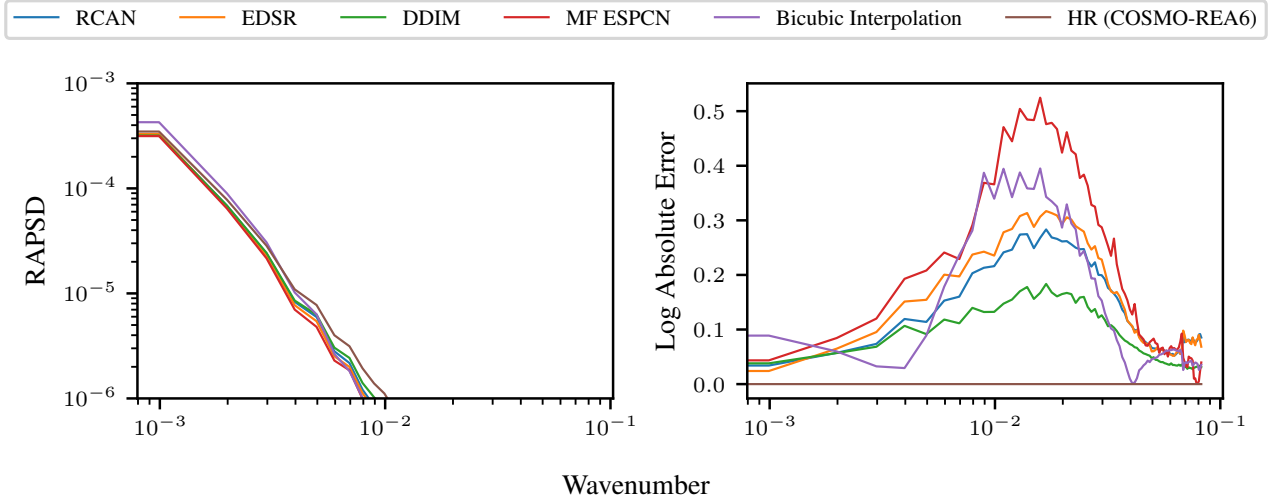 RCAN EDSR DDIM MF ESPCN Bicubic Interpolation HR (COSMO-REA6)
RAPSD
10⁻³
10⁻⁴
10⁻⁵
10⁻⁶
10⁻³ 10⁻² 10⁻¹
Log Absolute Error
0.5
0.4
0.3
0.2
0.1
0.0
10⁻³ 10⁻² 10⁻¹
Wavenumber